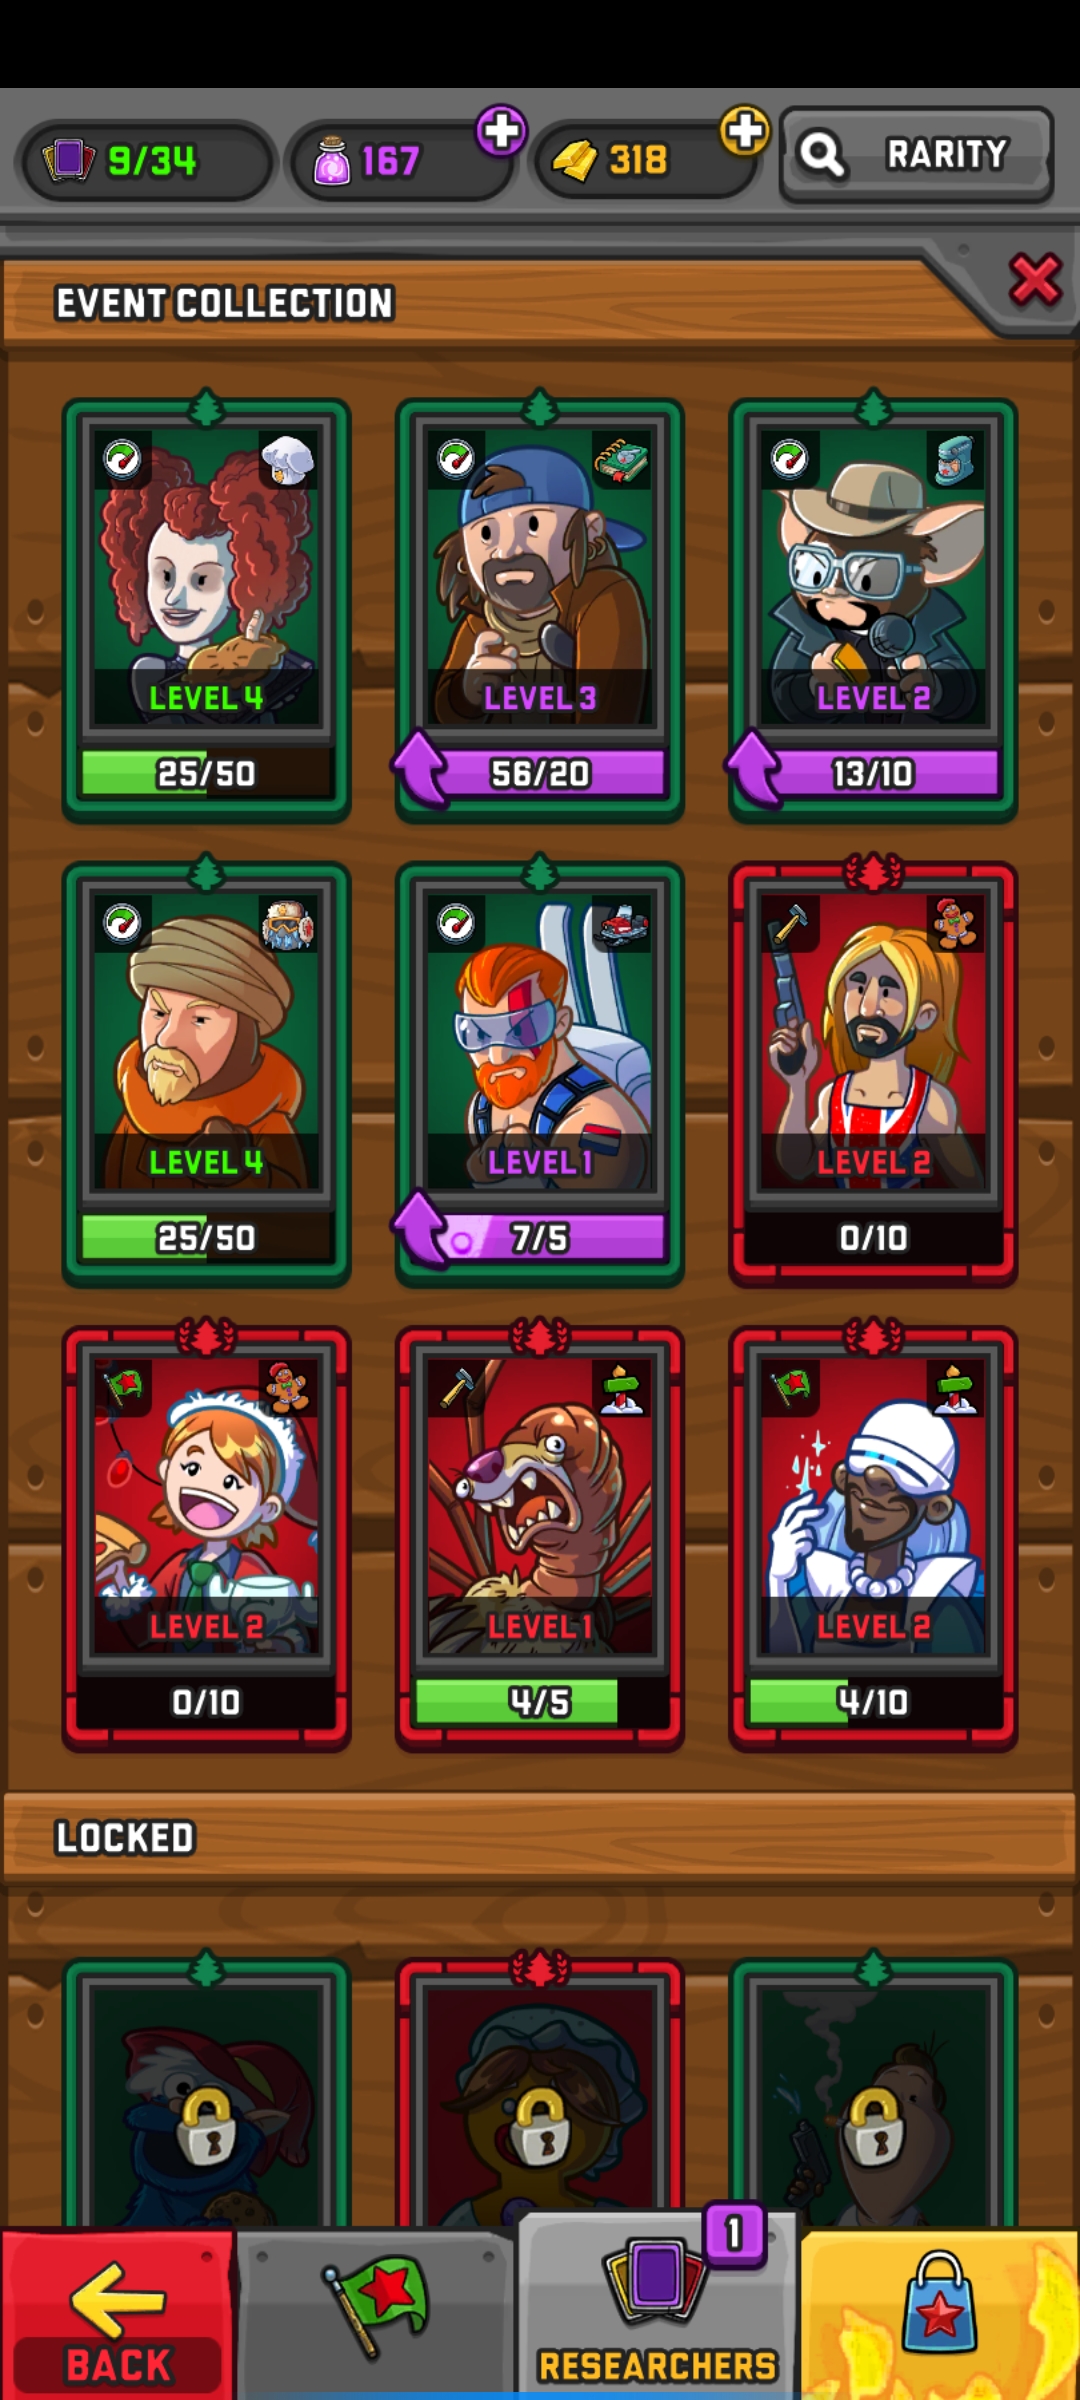 9/34
167
318
RARITY
EVENT COLLECTION
LEVEL 4
LEVEL 3
LEVEL 2
25/50
56/20
13/10
LEVEL 4
LEVEL 1
LEVEL 2
25/50
7/5
0/10
LEVEL 2
LEVEL 1
LEVEL 2
0/10
4/5
4/10
LOCKED
1
BACK
RESEARCHERS